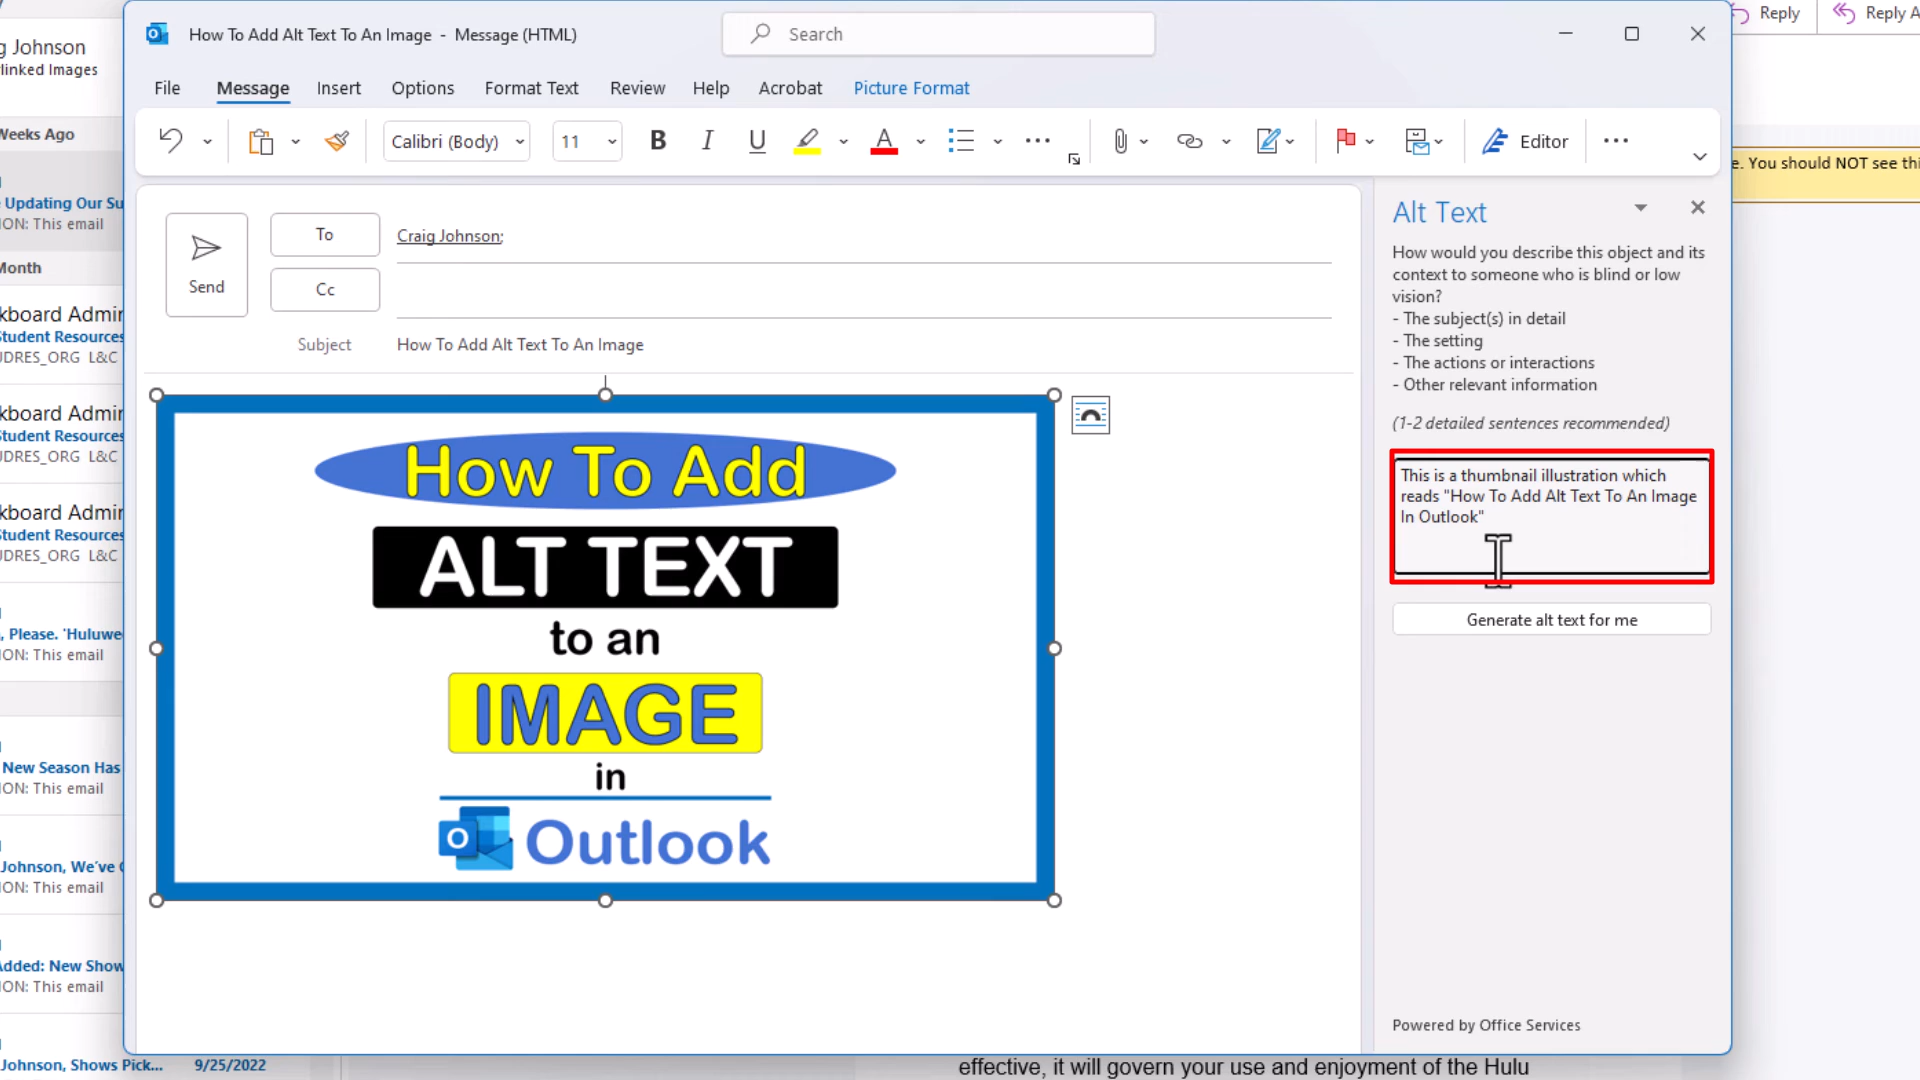 How To Add Alt Text To An Image - Message (HTML)
Search
Reply
Reply A
g Johnson
linked Images
File Message Insert Options Format Text Review Help Acrobat Picture Format
Calibri (Body) 11 B I U A Editor
Weeks Ago
Updating Our Su
ION: This email
Month
kboard Admir
Student Resources
UDRES_ORG L&C
kboard Admir
Student Resources
UDRES_ORG L&C
kboard Admir
Student Resources
UDRES_ORG L&C
, Please. 'Huluwe
ION: This email
New Season Has
ION: This email
Johnson, We've
ION: This email
Added: New Show
ION: This email
Johnson, Shows Pick... 9/25/2022
Send
To
Craig Johnson;
Cc
Subject
How To Add Alt Text To An Image
How To Add
ALT TEXT
to an
IMAGE
in
Outlook
e. You should NOT see thi
Alt Text
How would you describe this object and its
context to someone who is blind or low
vision?
- The subject(s) in detail
- The setting
- The actions or interactions
- Other relevant information
(1-2 detailed sentences recommended)
This is a thumbnail illustration which
reads "How To Add Alt Text To An Image
In Outlook"
Generate alt text for me
Powered by Office Services
effective, it will govern your use and enjoyment of the Hulu